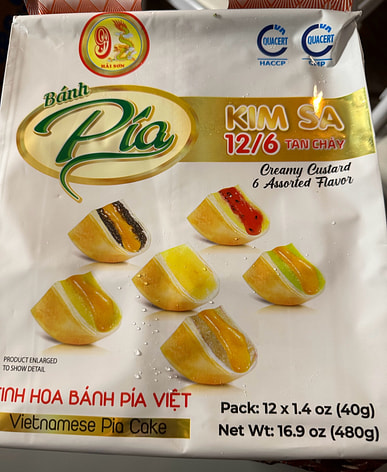 HẢI SƠN
QUACERT
HACCP
QUACERT
GMP
Bánh
Pía
KIM SA
12/6 TAN CHẢY
Creamy Custard
6 Assorted Flavor
PRODUCT ENLARGED
TO SHOW DETAIL
TINH HOA BÁNH PÍA VIỆT
Vietnamese Pia Cake
Pack: 12 x 1.4 oz (40g)
Net Wt: 16.9 oz (480g)